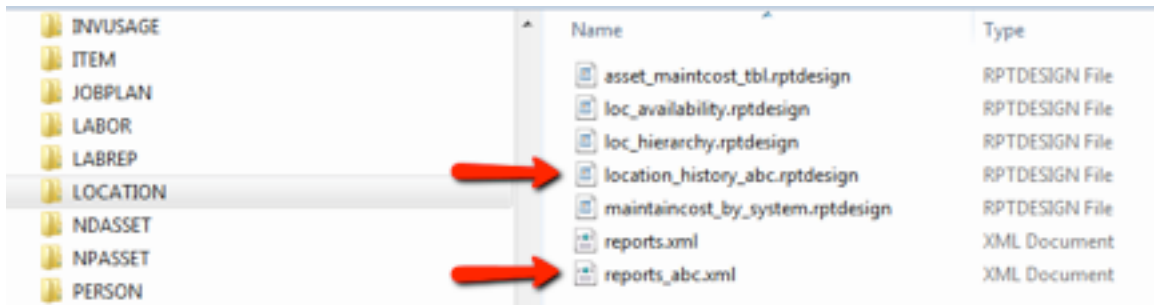 INVUSAGE
ITEM
JOBPLAN
LABOR
LABREP
LOCATION
NDASSET
NPASSET
PERSON
Name Type
asset_maintcost_tbl.rptdesign RPTDESIGN File
loc_availability.rptdesign RPTDESIGN File
loc_hierarchy.rptdesign RPTDESIGN File
location_history_abc.rptdesign RPTDESIGN File
maintaincost_by_system.rptdesign RPTDESIGN File
reports.xml XML Document
reports_abc.xml XML Document